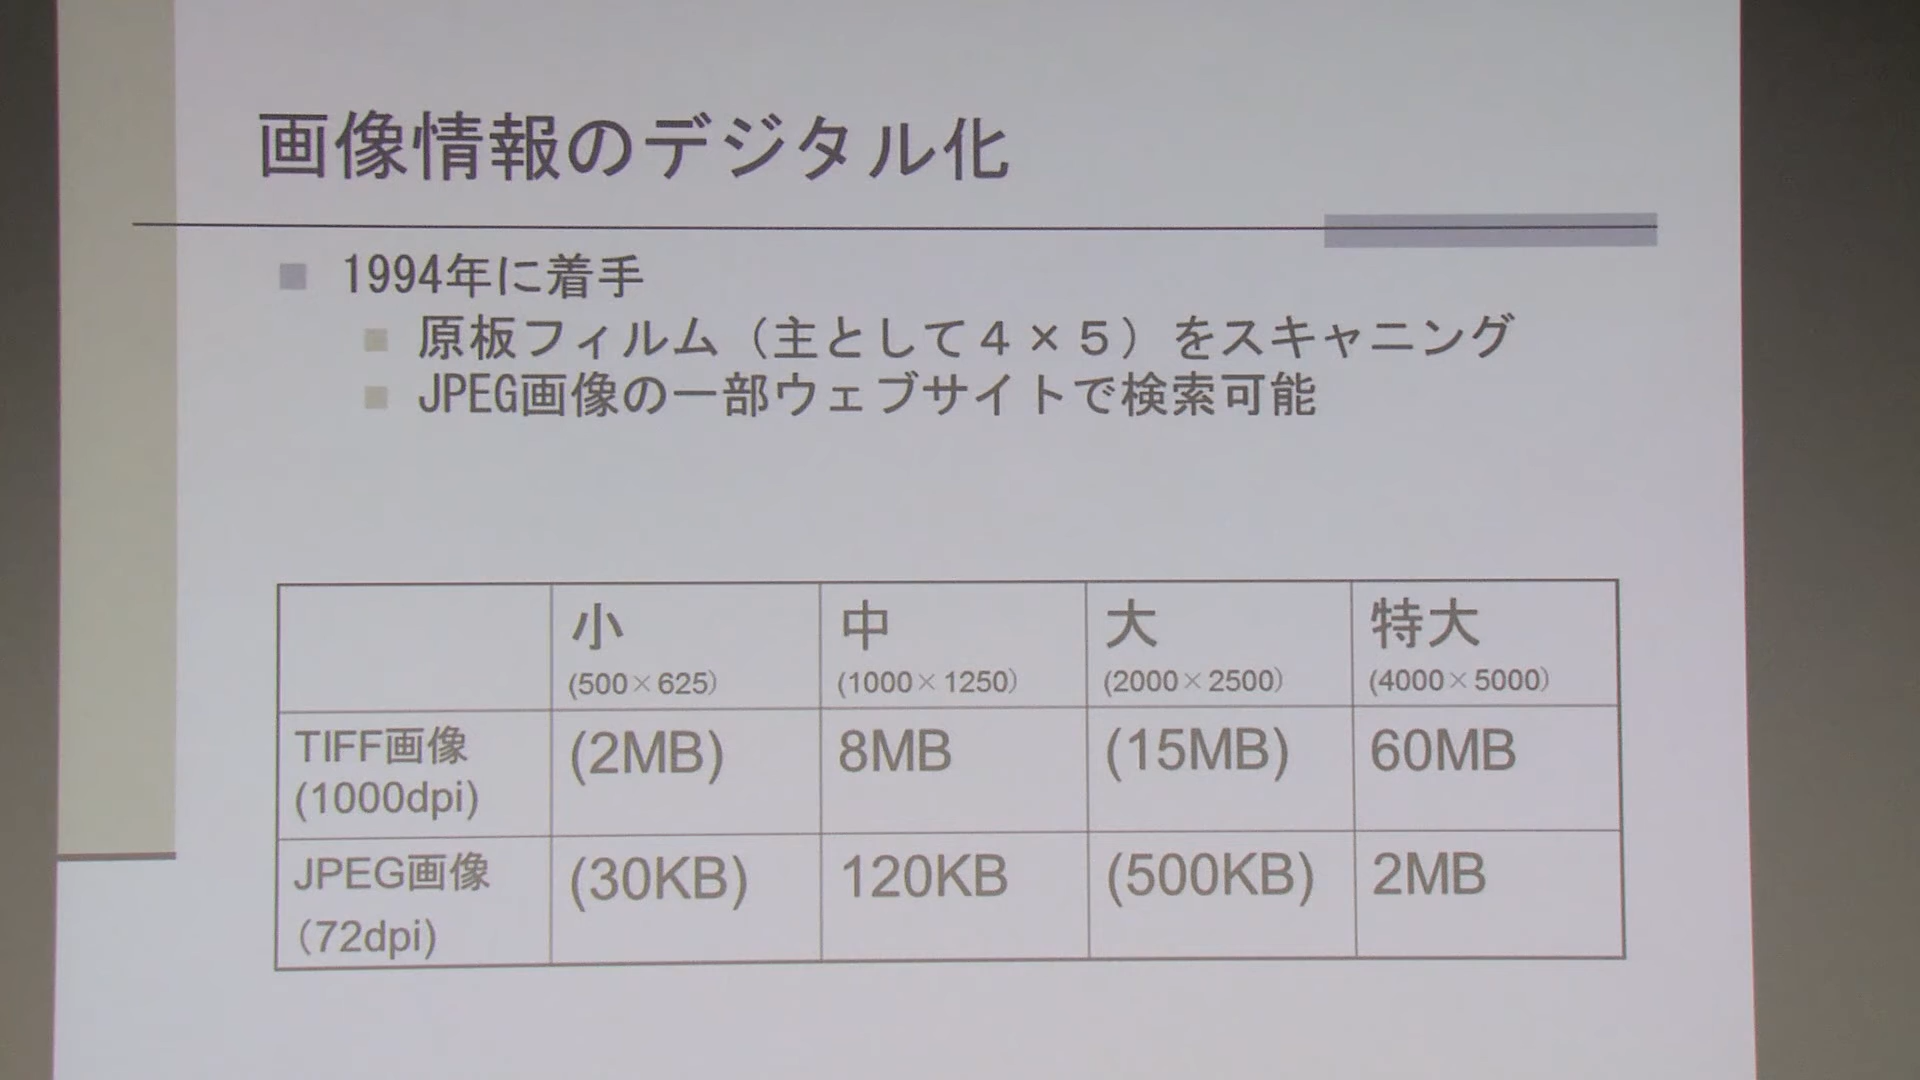 画像情報のデジタル化
1994年に着手
原板フィルム（主として４×５）をスキャニング
JPEG画像の一部ウェブサイトで検索可能
小 中 大 特大
(500×625) (1000×1250) (2000×2500) (4000×5000)
TIFF画像 (2MB) 8MB (15MB) 60MB
(1000dpi)
JPEG画像 (30KB) 120KB (500KB) 2MB
(72dpi)